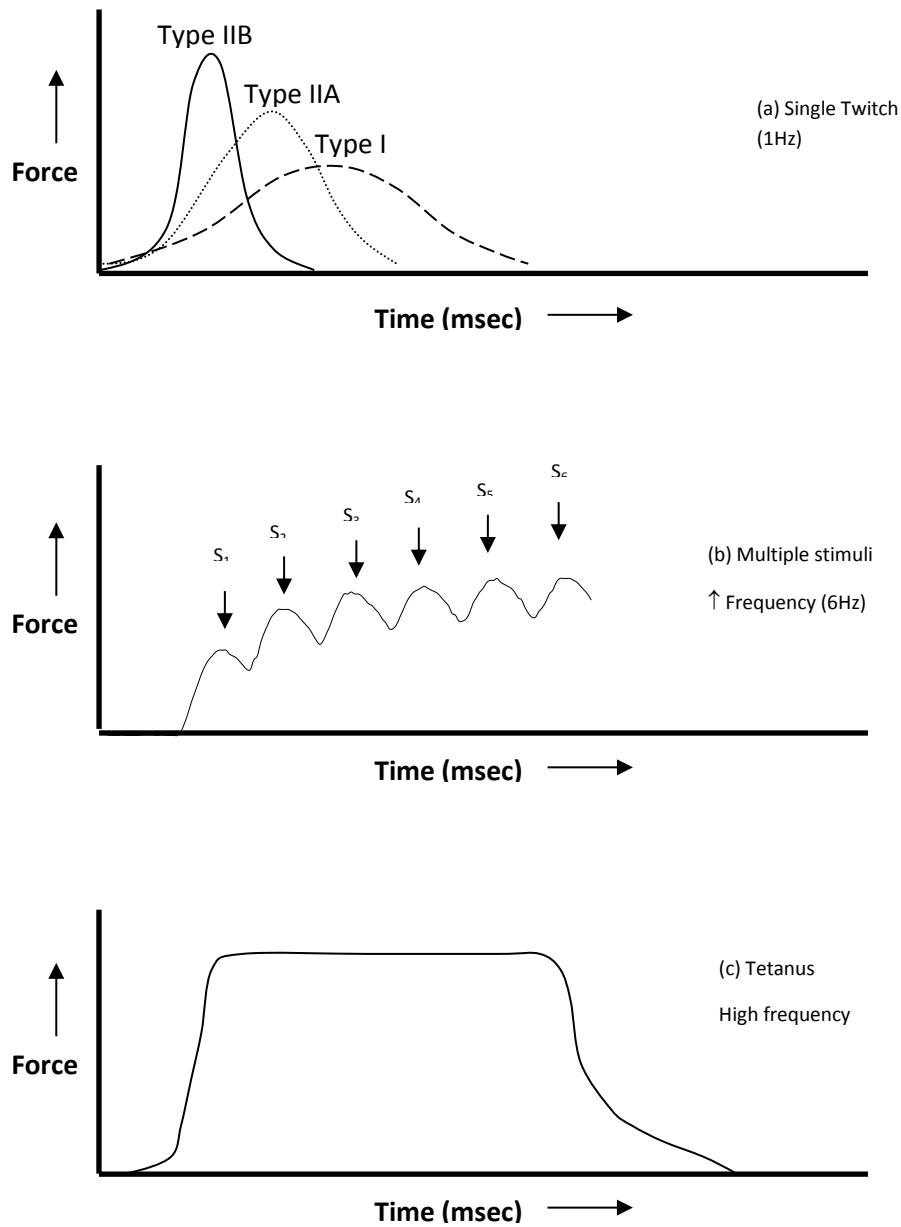 Type IIB
Type IIA
Type I
Force
(a) Single Twitch
(1Hz)
Time (msec)
S1
S2
S3
S4
S5
S6
Force
(b) Multiple stimuli
↑ Frequency (6Hz)
Time (msec)
Force
(c) Tetanus
High frequency
Time (msec)